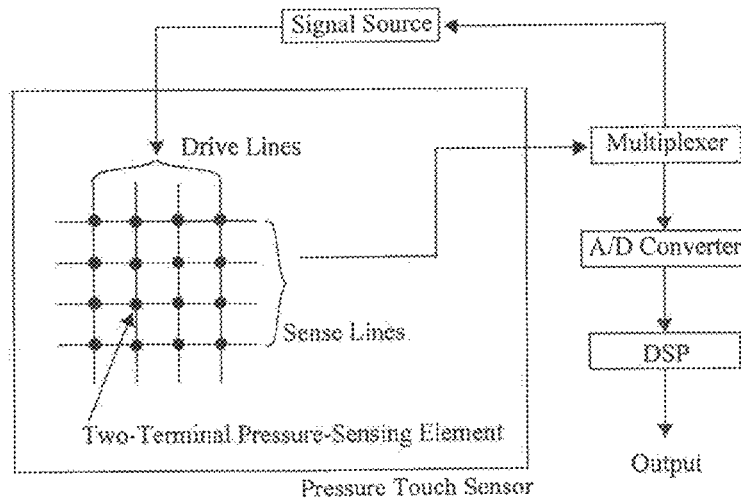 Signal Source
Drive Lines
Multiplexer
A/D Converter
Sense Lines
DSP
Two-Terminal Pressure-Sensing Element
Output
Pressure Touch Sensor